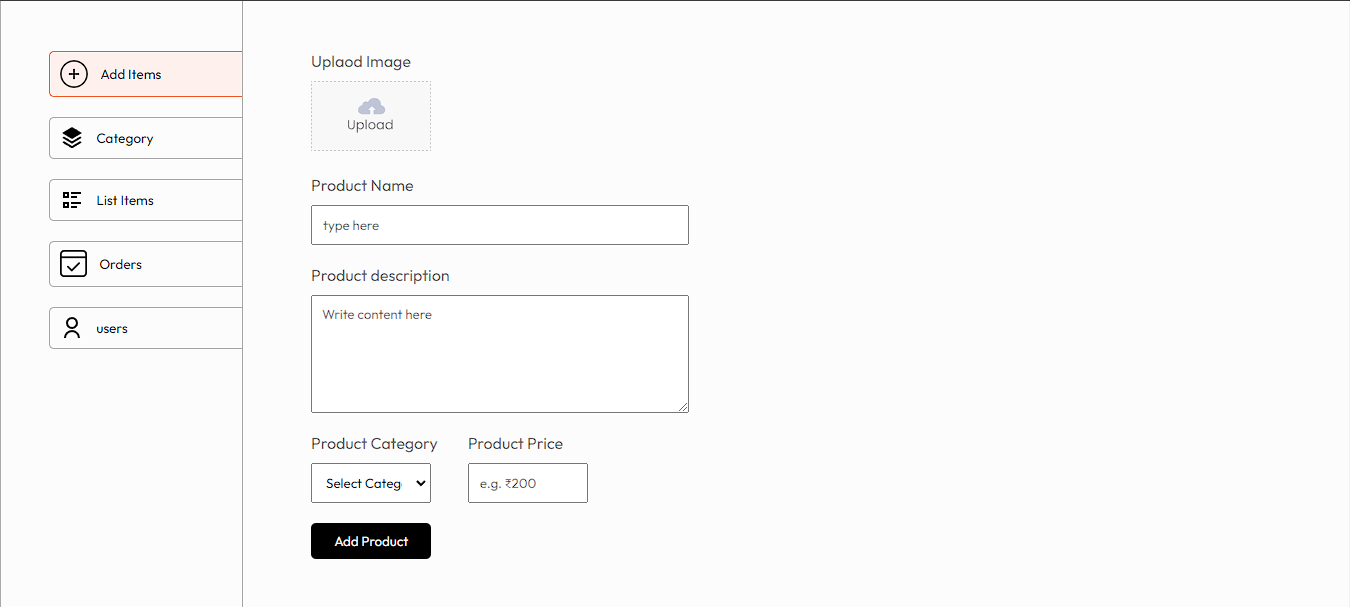 Add Items
Category
List Items
Orders
users
Uplaod Image
Upload
Product Name
type here
Product description
Write content here
Product Category Product Price
Select Categ e.g. ₹200
Add Product